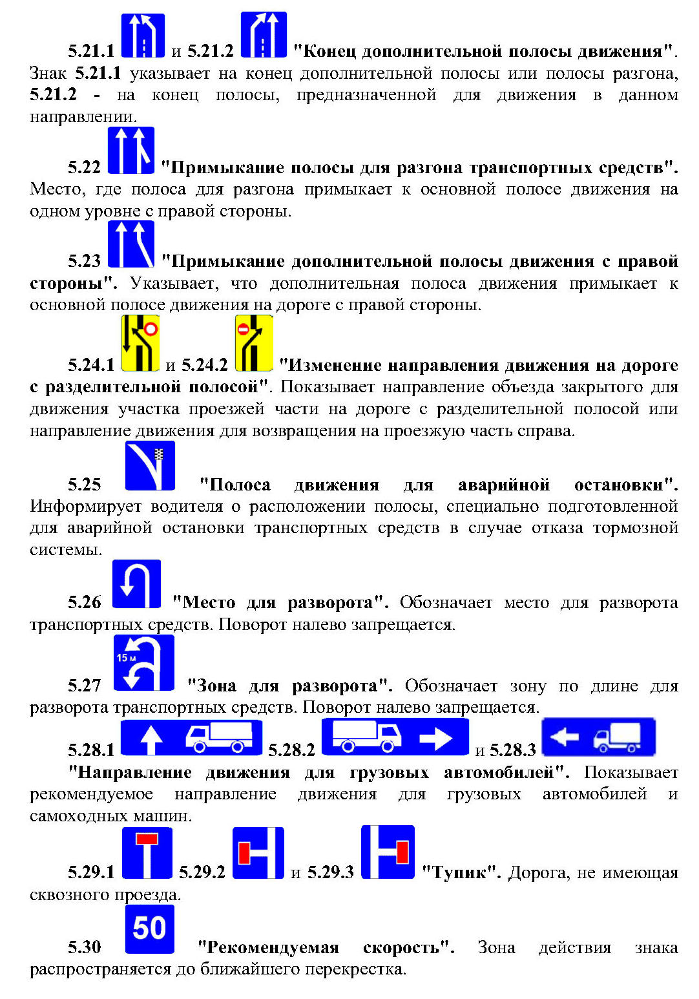 5.21.1 и 5.21.2 "Конец дополнительной полосы движения".
Знак 5.21.1 указывает на конец дополнительной полосы или полосы разгона,
5.21.2 - на конец полосы, предназначенной для движения в данном
направлении.
5.22 "Примыкание полосы для разгона транспортных средств".
Место, где полоса для разгона примыкает к основной полосе движения на
одном уровне с правой стороны.
5.23 "Примыкание дополнительной полосы движения с правой
стороны". Указывает, что дополнительная полоса движения примыкает к
основной полосе движения на дороге с правой стороны.
5.24.1 и 5.24.2 "Изменение направления движения на дороге
с разделительной полосой". Показывает направление объезда закрытого для
движения участка проезжей части на дороге с разделительной полосой или
направление движения для возвращения на проезжую часть справа.
5.25 "Полоса движения для аварийной остановки".
Информирует водителя о расположении полосы, специально подготовленной
для аварийной остановки транспортных средств в случае отказа тормозной
системы.
5.26 "Место для разворота". Обозначает место для разворота
транспортных средств. Поворот налево запрещается.
15 м
5.27 "Зона для разворота". Обозначает зону по длине для
разворота транспортных средств. Поворот налево запрещается.
5.28.1 5.28.2 и 5.28.3
"Направление движения для грузовых автомобилей". Показывает
рекомендуемое направление движения для грузовых автомобилей и
самоходных машин.
5.29.1 5.29.2 и 5.29.3 "Тупик". Дорога, не имеющая
сквозного проезда.
50
5.30 "Рекомендуемая скорость". Зона действия знака
распространяется до ближайшего перекрестка.